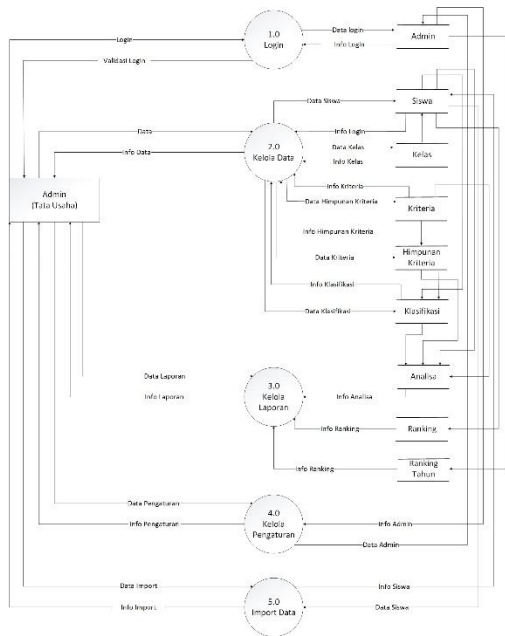 1.0
Login
Login
Validasi Login
Data login
Info Login
Admin
Data Siswa
Siswa
Info Login
Data Kelas
Info Kelas
Kelas
Data
Info Data
2.0
Kelola Data
Info Kriteria
Data Himpunan Kriteria
Kriteria
Admin
(Tata Usaha)
Info Himpunan Kriteria
Data Kriteria
Himpunan
Kriteria
Info Klasifikasi
Data Klasifikasi
Klasifikasi
Data Laporan
Info Laporan
3.0
Kelola
Laporan
Info Analisa
Analisa
Info Ranking
Ranking
Info Ranking
Ranking
Tahun
Data Pengaturan
Info Pengaturan
4.0
Kelola
Pengaturan
Info Admin
Data Admin
Data Import
Info Import
5.0
Import Data
Info Siswa
Data Siswa